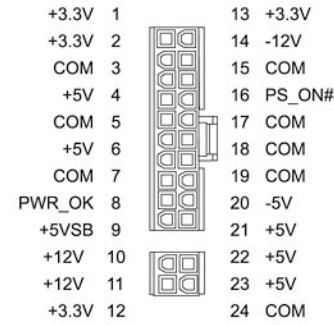 +3.3V 1 13 +3.3V
+3.3V 2 14 -12V
COM 3 15 COM
+5V 4 16 PS_ON#
COM 5 17 COM
+5V 6 18 COM
COM 7 19 COM
PWR_OK 8 20 -5V
+5VSB 9 21 +5V
+12V 10 22 +5V
+12V 11 23 +5V
+3.3V 12 24 COM